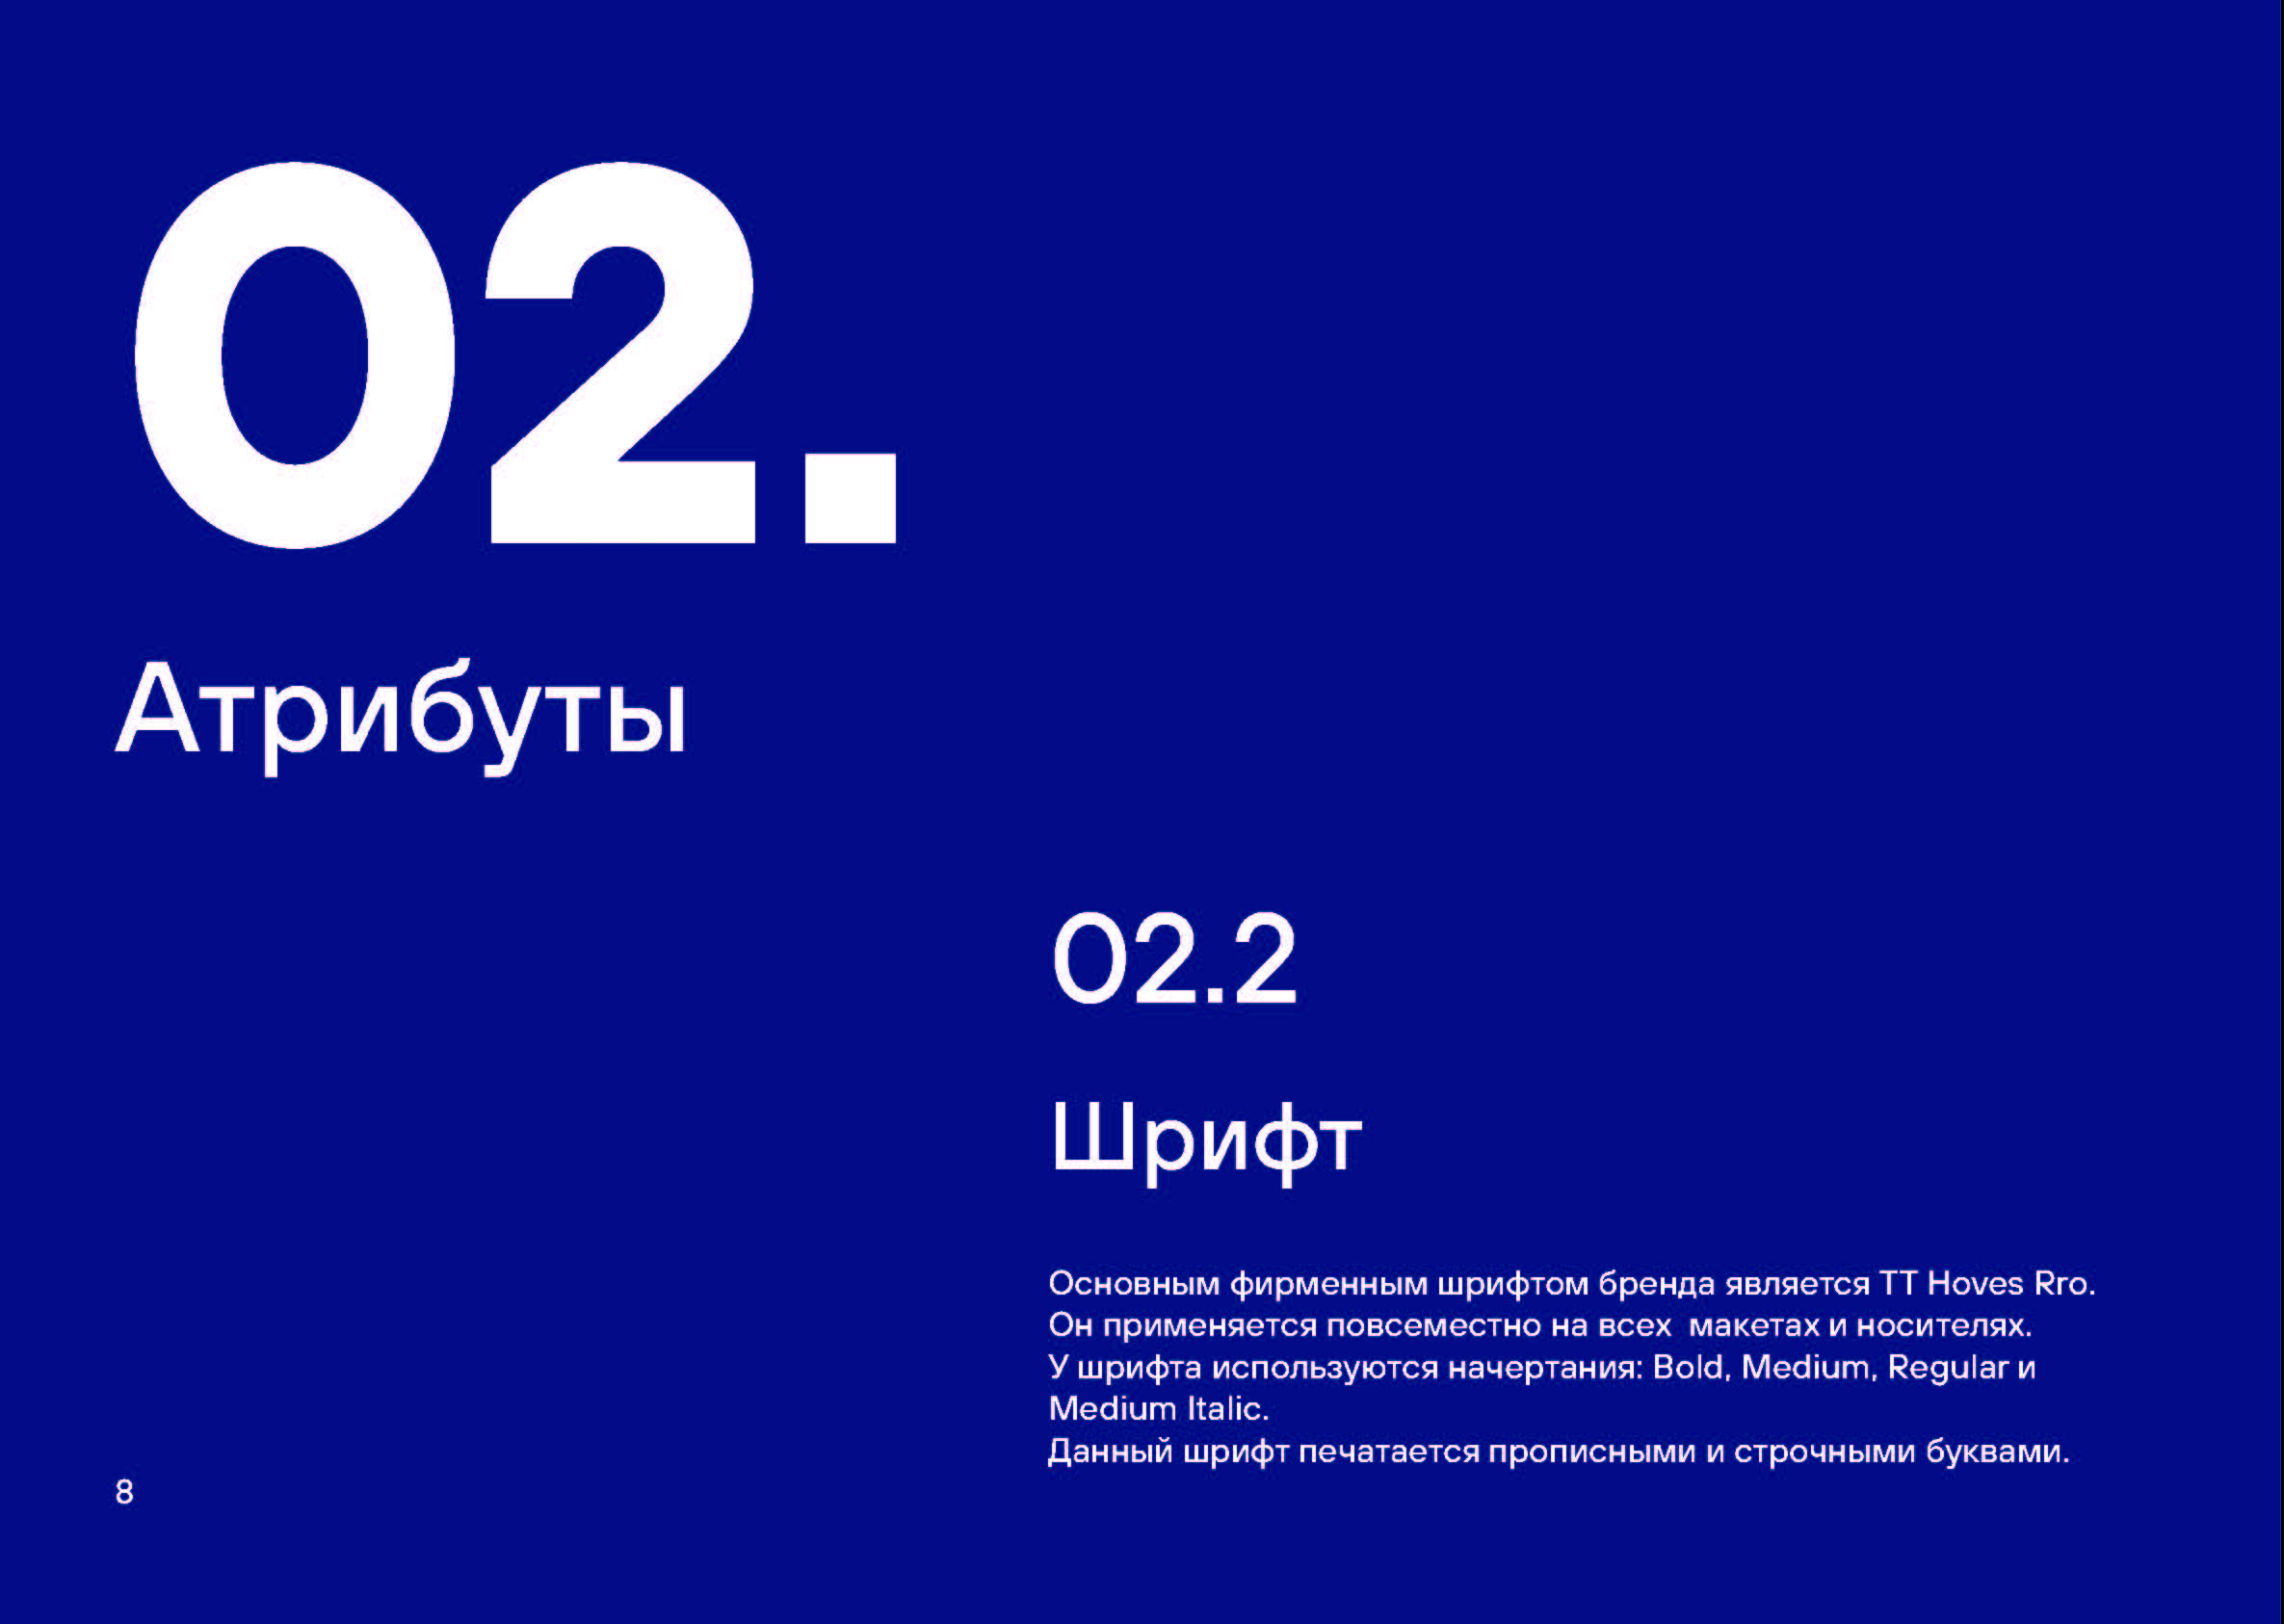 02.
Атрибуты
02.2
Шрифт
Основным фирменным шрифтом бренда является TT Hoves Rro.
Он применяется повсеместно на всех  макетах и носителях.
У шрифта используются начертания: Bold, Medium, Regular и
Medium Italic.
Данный шрифт печатается прописными и строчными буквами.
8